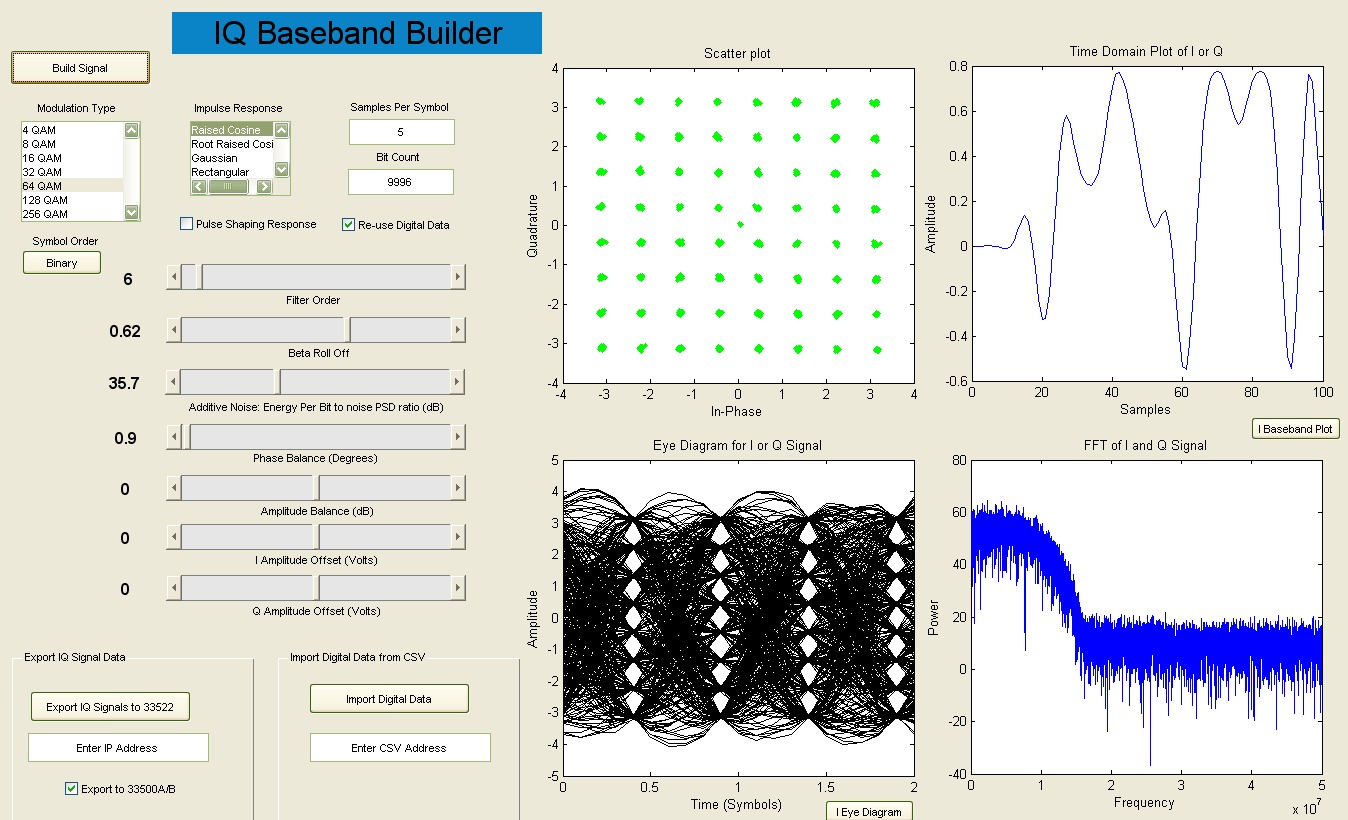 IQ Baseband Builder
Build Signal
Modulation Type
4 QAM
8 QAM
16 QAM
32 QAM
64 QAM
128 QAM
256 QAM
Symbol Order
Binary
Impulse Response
Raised Cosine
Root Raised Cosi
Gaussian
Rectangular
Samples Per Symbol
5
Bit Count
9996
Pulse Shaping Response
Re-use Digital Data
6
Filter Order
0.62
Beta Roll Off
35.7
Additive Noise: Energy Per Bit to noise PSD ratio (dB)
0.9
Phase Balance (Degrees)
0
Amplitude Balance (dB)
0
I Amplitude Offset (Volts)
0
Q Amplitude Offset (Volts)
Export IQ Signal Data
Export IQ Signals to 33522
Enter IP Address
Export to 33500A/B
Import Digital Data from CSV
Import Digital Data
Enter CSV Address
Scatter plot
Quadrature
4
3
2
1
0
-1
-2
-3
-4
-4 -3 -2 -1 0 1 2 3 4
In-Phase
Time Domain Plot of I or Q
Amplitude
0.8
0.6
0.4
0.2
0
-0.2
-0.4
-0.6
0 20 40 60 80 100
Samples
I Baseband Plot
Eye Diagram for I or Q Signal
Amplitude
5
4
3
2
1
0
-1
-2
-3
-4
-5
0 0.5 1 1.5 2
Time (Symbols)
I Eye Diagram
FFT of I and Q Signal
Power
80
60
40
20
0
-20
-40
0 1 2 3 4 5
Frequency
x 10^7